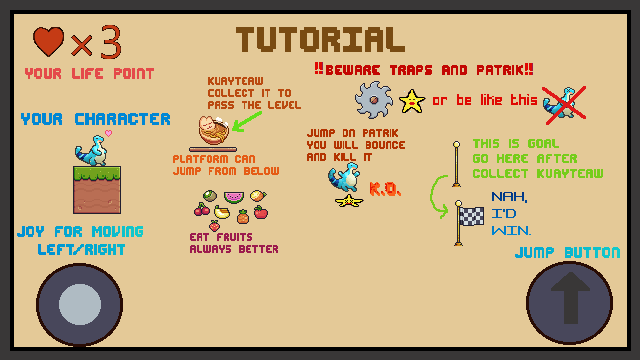 ×3
TUTORIAL
YOUR LIFE POINT
KUAYTEAW
COLLECT IT TO
PASS THE LEVEL
!!BEWARE TRAPS AND PATRIK!!
or be like this
YOUR CHARACTER
PLATFORM CAN
JUMP FROM BELOW
JUMP ON PATRIK
YOU WILL BOUNCE
AND KILL IT
K.O.
THIS IS GOAL
GO HERE AFTER
COLLECT KUAYTEAW
NAH,
I'D
WIN.
EAT FRUITS
ALWAYS BETTER
JOY FOR MOVING
LEFT/RIGHT
JUMP BUTTON